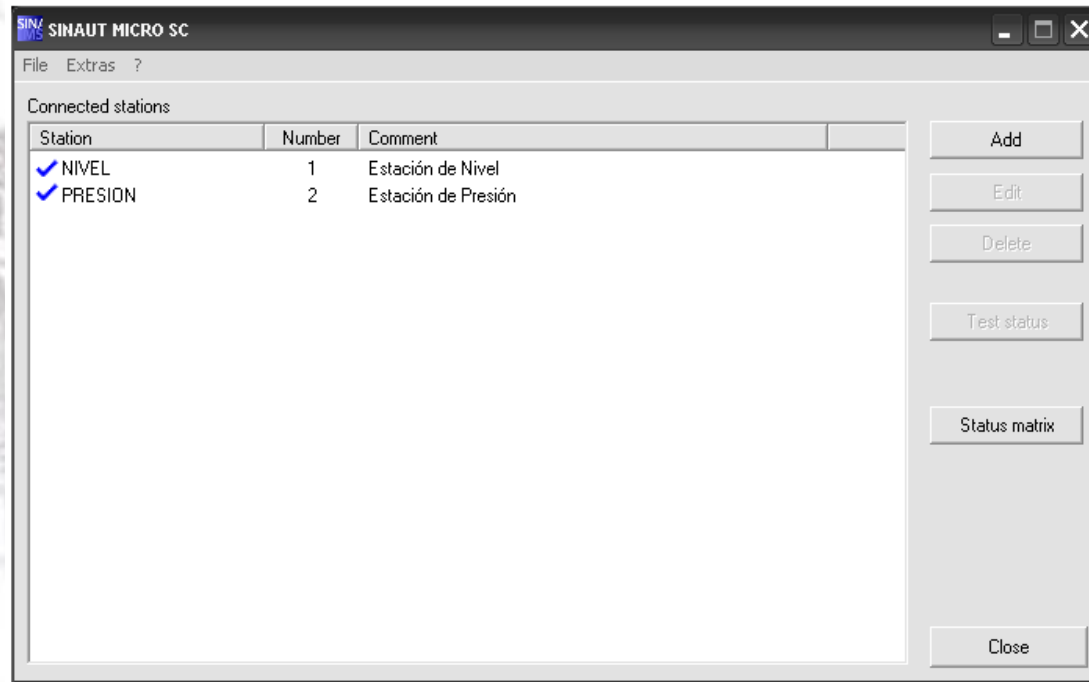 SINAUT MICRO SC
File Extras ?
Connected stations
Station Number Comment
NIVEL 1 Estación de Nivel
PRESION 2 Estación de Presión
Add
Edit
Delete
Test status
Status matrix
Close